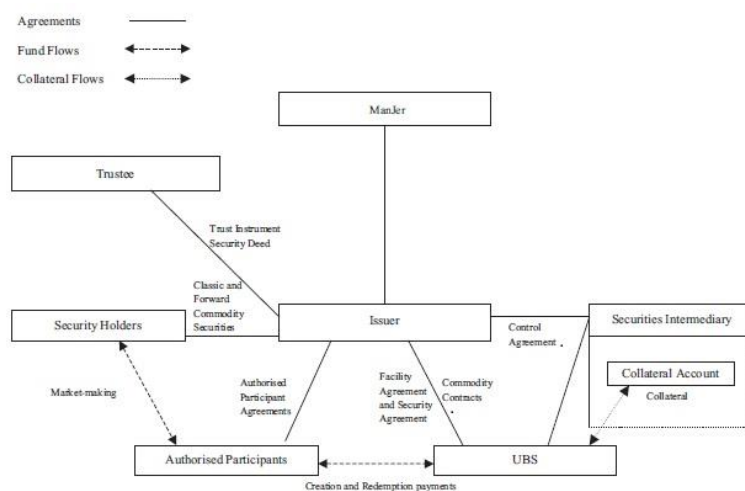 Agreements
Fund Flows
Collateral Flows
ManJer
Trustee
Trust Instrument
Security Deed
Classic and
Forward
Commodity
Securities
Security Holders
Issuer
Securities Intermediary
Control
Agreement
Collateral Account
Collateral
Market-making
Authorised
Participant
Agreements
Facility
Agreement
and Security
Agreement
Commodity
Contracts
Authorised Participants
UBS
Creation and Redemption payments